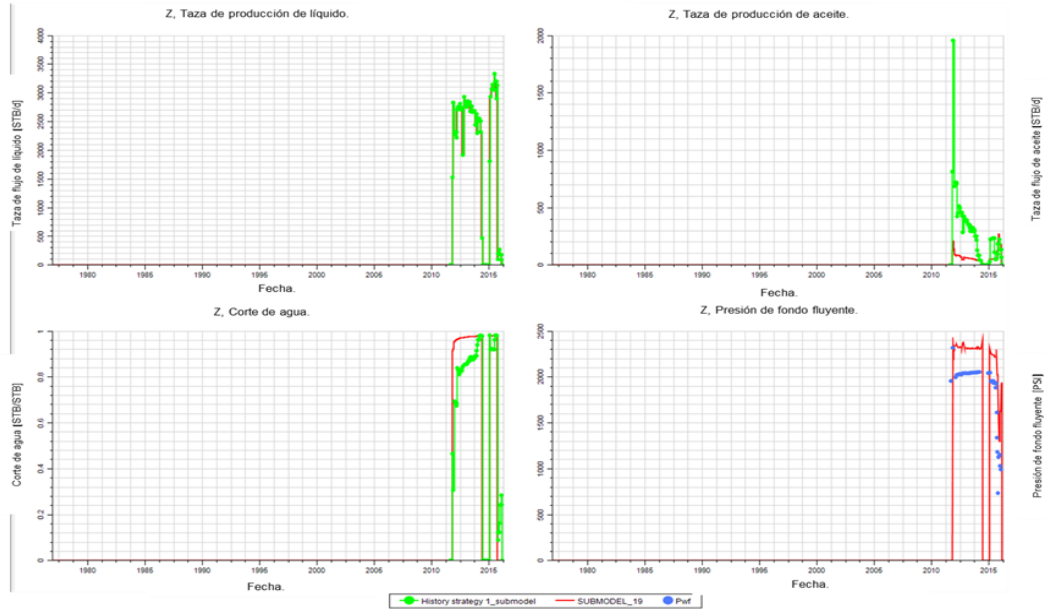 Z, Taza de producción de líquido.
Taza de flujo de líquido [STB/d]
4000
3500
3000
2500
2000
1500
1000
500
0
1980 1985 1990 1995 2000 2005 2010 2015
Fecha.
Z, Taza de producción de aceite.
2000
1500
1000
500
0
1980 1985 1990 1995 2000 2005 2010 2015
Fecha.
Taza de flujo de aceite [STB/d]
Z, Corte de agua.
Corte de agua [STB/STB]
1
0.8
0.6
0.4
0.2
0
1980 1985 1990 1995 2000 2005 2010 2015
Fecha.
Z, Presión de fondo fluyente.
2500
2000
1500
1000
500
0
1980 1985 1990 1995 2000 2005 2010 2015
Fecha.
Presión de fondo fluyente [PSI]
History strategy 1_submodel SUBMODEL_19 Pwf